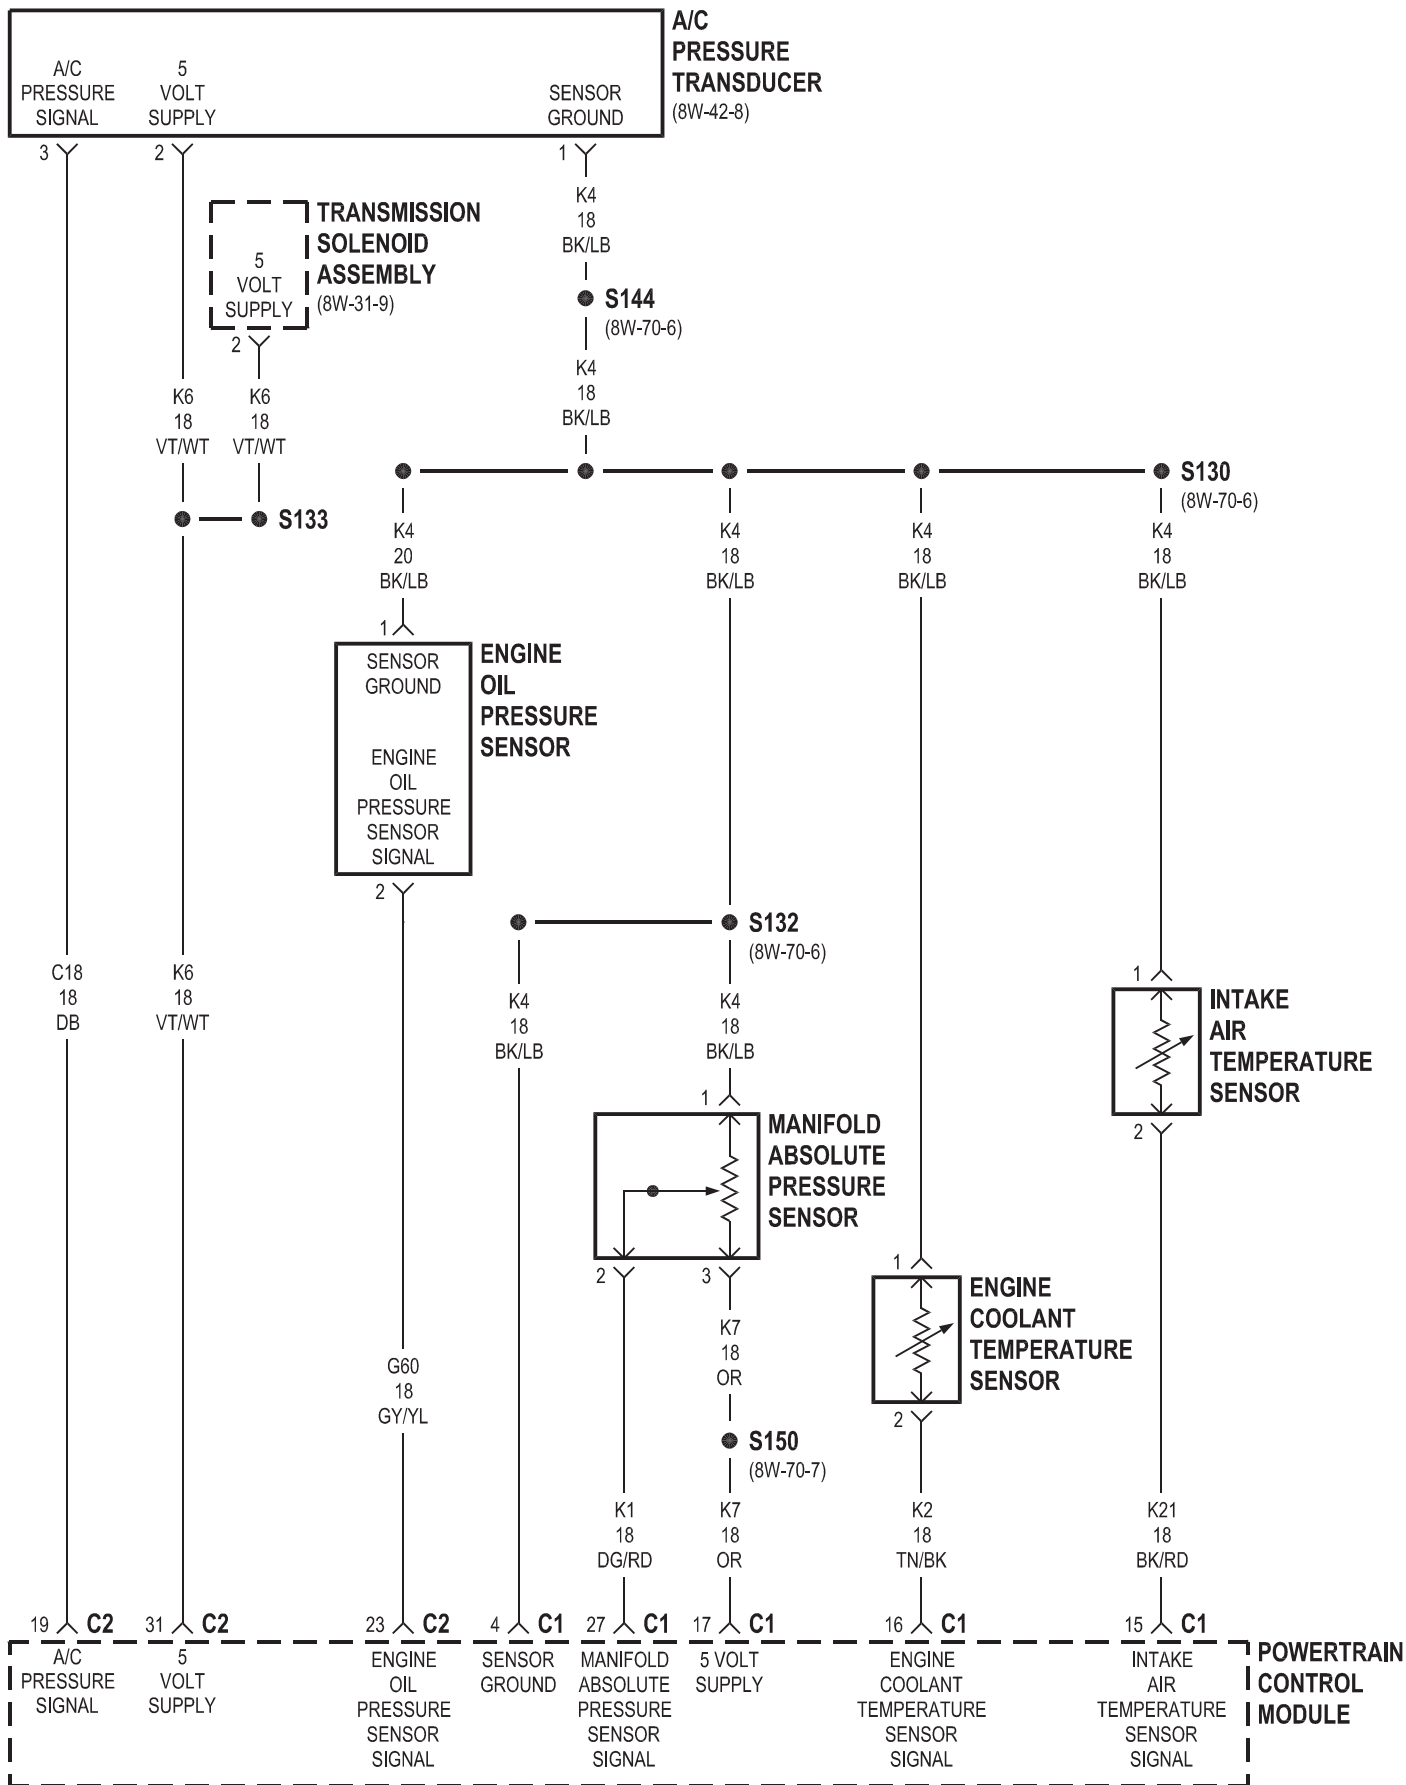 A/C
PRESSURE
TRANSDUCER
(8W-42-8)
A/C
PRESSURE
SIGNAL
5
VOLT
SUPPLY
SENSOR
GROUND
3
2
1
K4
18
BK/LB
TRANSMISSION
SOLENOID
ASSEMBLY
(8W-31-9)
5
VOLT
SUPPLY
2
S144
(8W-70-6)
K6
18
VT/WT
K6
18
VT/WT
K4
18
BK/LB
S130
(8W-70-6)
S133
K4
20
BK/LB
K4
18
BK/LB
K4
18
BK/LB
K4
18
BK/LB
1
SENSOR
GROUND
ENGINE
OIL
PRESSURE
SENSOR
SIGNAL
ENGINE
OIL
PRESSURE
SENSOR
2
S132
(8W-70-6)
C18
18
DB
K6
18
VT/WT
K4
18
BK/LB
K4
18
BK/LB
1
INTAKE
AIR
TEMPERATURE
SENSOR
2
1
MANIFOLD
ABSOLUTE
PRESSURE
SENSOR
2
3
1
ENGINE
COOLANT
TEMPERATURE
SENSOR
2
K7
18
OR
G60
18
GY/YL
S150
(8W-70-7)
K1
18
DG/RD
K7
18
OR
K2
18
TN/BK
K21
18
BK/RD
19 C2
31 C2
23 C2
4 C1
27 C1
17 C1
16 C1
15 C1
A/C
PRESSURE
SIGNAL
5
VOLT
SUPPLY
ENGINE
OIL
PRESSURE
SENSOR
SIGNAL
SENSOR
GROUND
MANIFOLD
ABSOLUTE
PRESSURE
SENSOR
SIGNAL
5 VOLT
SUPPLY
ENGINE
COOLANT
TEMPERATURE
SENSOR
SIGNAL
INTAKE
AIR
TEMPERATURE
SENSOR
SIGNAL
POWERTRAIN
CONTROL
MODULE